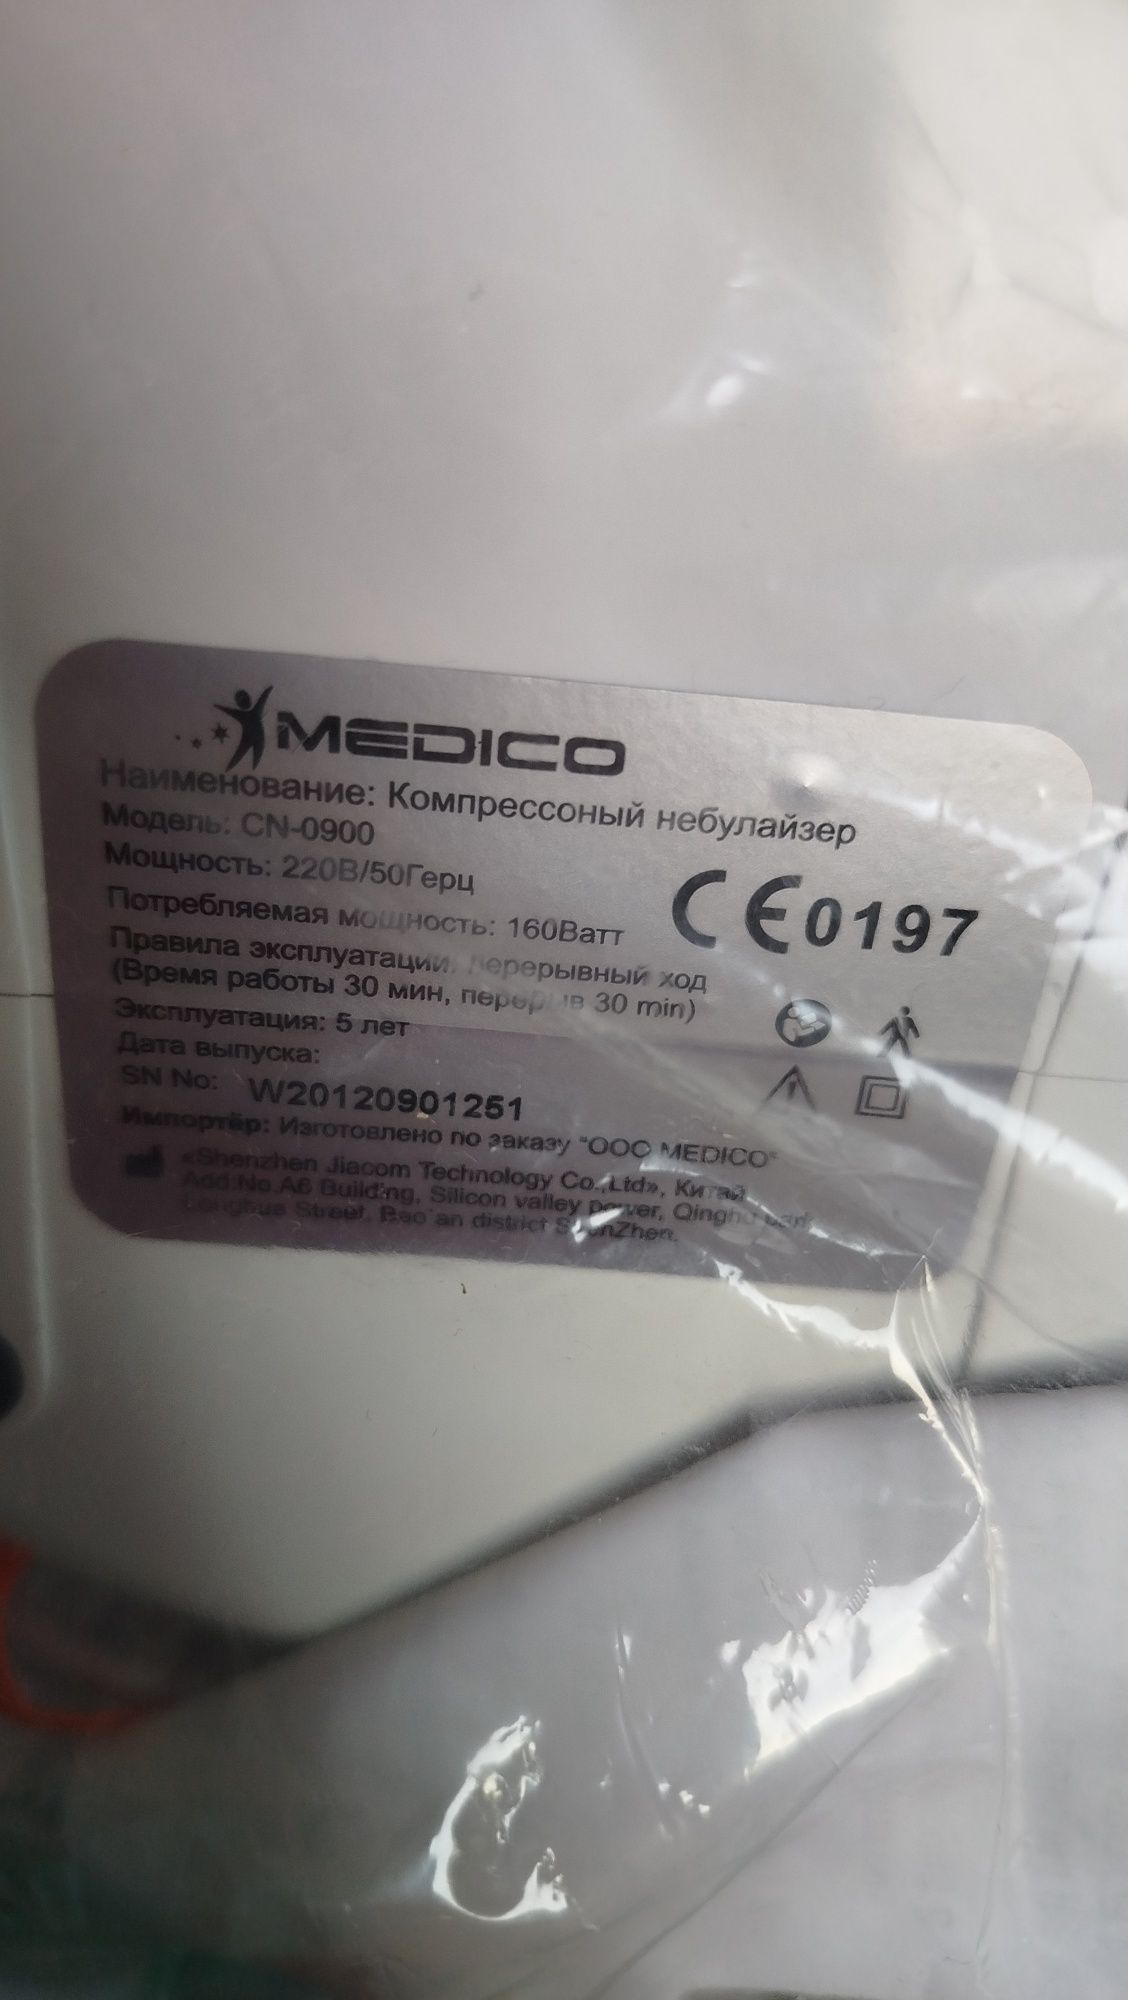 MEDICO
Наименование: Компрессоный небулайзер
Модель: CN-0900
Мощность: 220В/50Герц
Потребляемая мощность: 160Ватт
CE0197
Правила эксплуатации: перерывный ход
(Время работы 30 мин, перерыв 30 min)
Эксплуатация: 5 лет
Дата выпуска:
SN No: W20120901251
Импортёр: Изготовлено по заказу "ООО MEDICO"
«Shenzhen Jiacom Technology Co.,Ltd», Китай
Add:No.A6 Building, Silicon valley power, Qinghu park,
Longhua Street, Bao'an district ShenZhen.